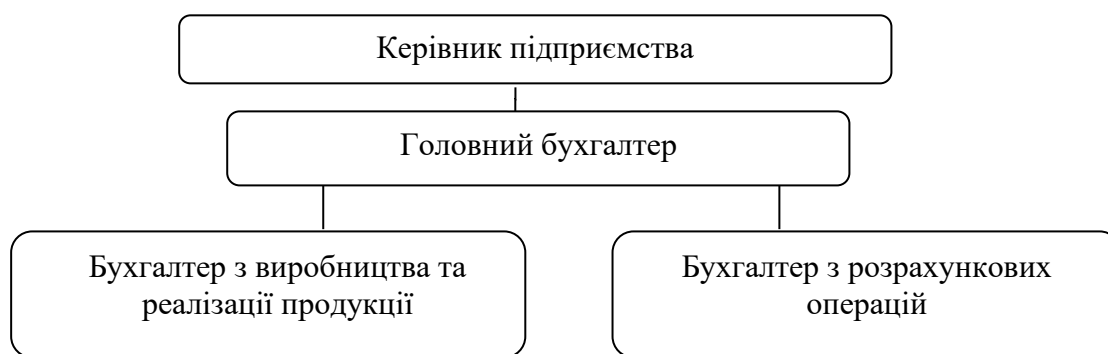 Керівник підприємства
Головний бухгалтер
Бухгалтер з виробництва та
реалізації продукції
Бухгалтер з розрахункових
операцій